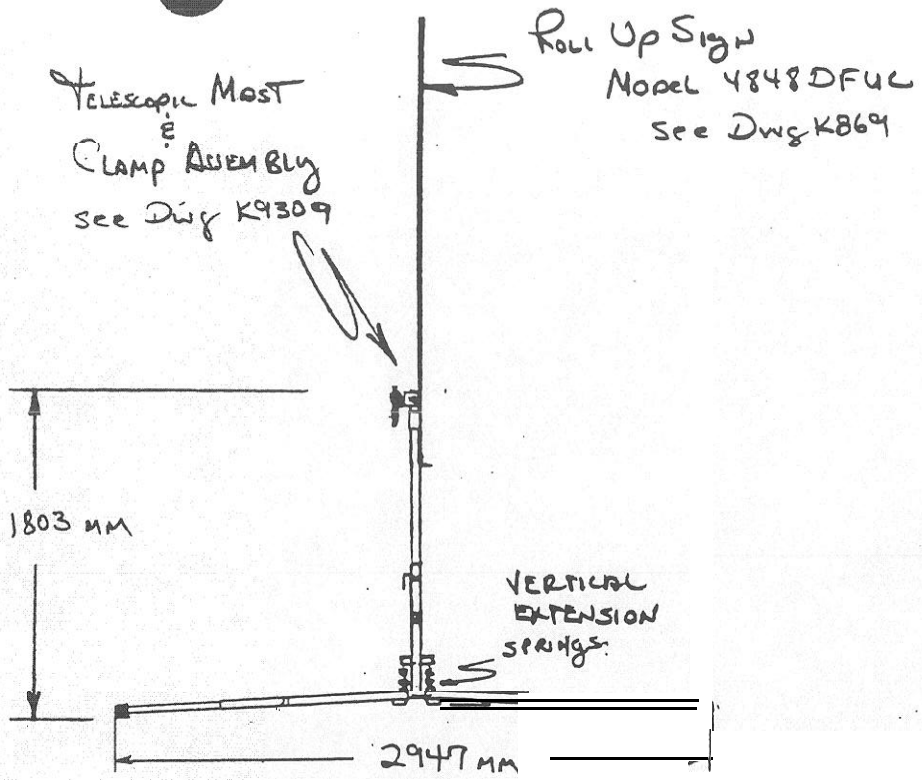 Roll Up Sign
Model 4848DFUL
See Dwg K869
Telescopic Mast
&
Clamp Assembly
see Dwg K9309
1803 mm
VERTICAL
EXTENSION
SPRINGS.
2947 mm